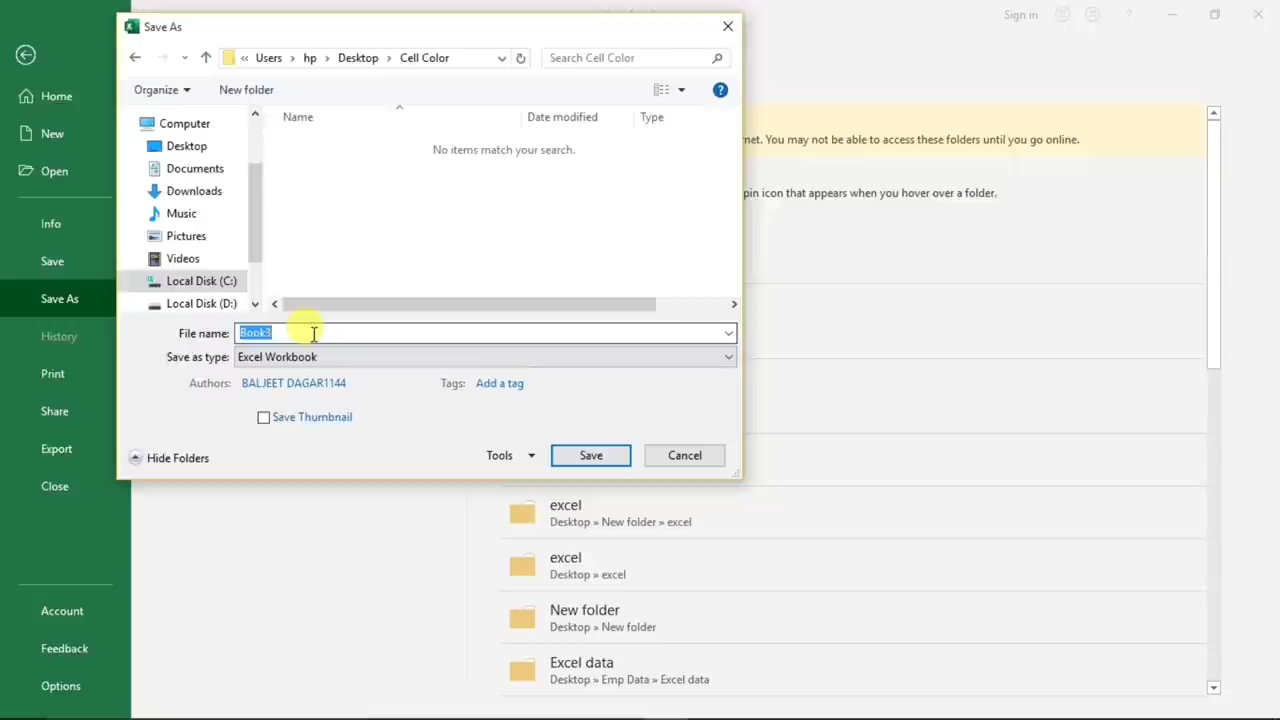 Save As
Sign in
?
« Users › hp › Desktop › Cell Color
Search Cell Color
Organize
New folder
?
Home
New
Open
Info
Save
Save As
History
Print
Share
Export
Close
Account
Feedback
Options
Computer
Desktop
Documents
Downloads
Music
Pictures
Videos
Local Disk (C:)
Local Disk (D:)
Name
Date modified
Type
No items match your search.
net. You may not be able to access these folders until you go online.
pin icon that appears when you hover over a folder.
File name: Book3
Save as type: Excel Workbook
Authors: BALJEET DAGAR1144
Tags: Add a tag
Save Thumbnail
Hide Folders
Tools
Save
Cancel
excel
Desktop » New folder » excel
excel
Desktop » excel
New folder
Desktop » New folder
Excel data
Desktop » Emp Data » Excel data